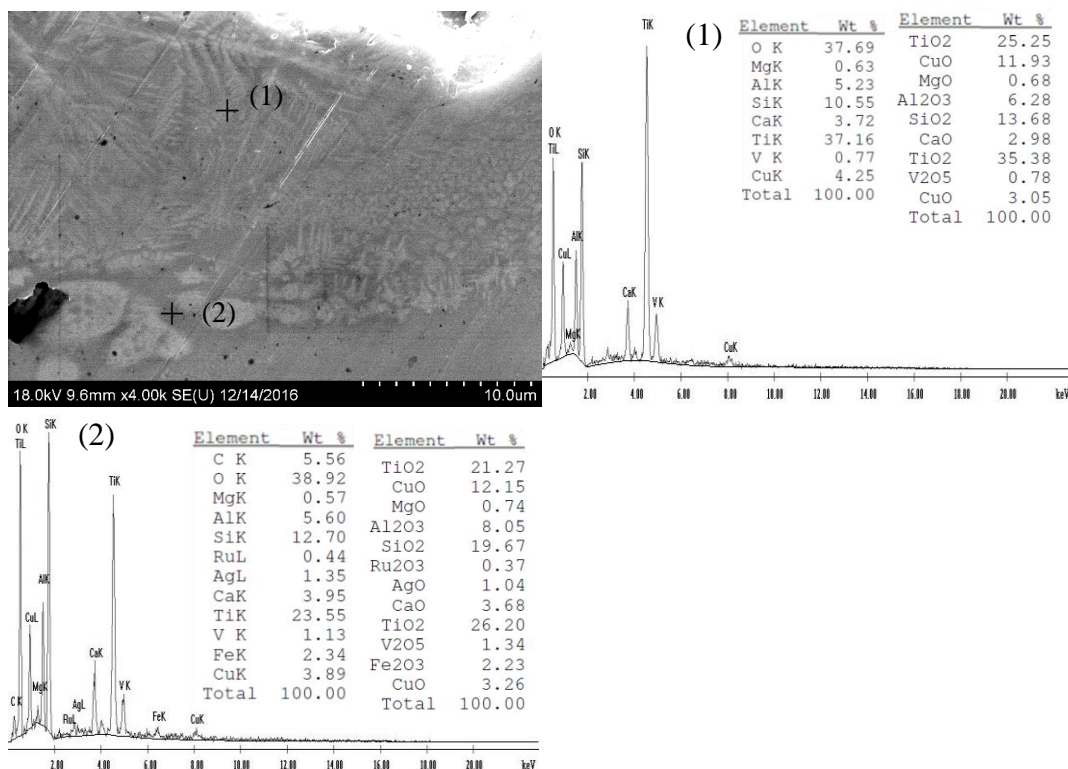 (1)
(2)
18.0kV 9.6mm x4.00k SE(U) 12/14/2016 10.0um
(1)
Element Wt %
O K 37.69
MgK 0.63
AlK 5.23
SiK 10.55
CaK 3.72
TiK 37.16
V K 0.77
CuK 4.25
Total 100.00
Element Wt %
TiO2 25.25
CuO 11.93
MgO 0.68
Al2O3 6.28
SiO2 13.68
CaO 2.98
TiO2 35.38
V2O5 0.78
CuO 3.05
Total 100.00
TiK
O K
TiL
SiK
CuL
AlK
MgK
CaK
V K
CuK
2.00 4.00 6.00 8.00 10.00 12.00 14.00 16.00 18.00 20.00 keV
(2)
Element Wt %
C K 5.56
O K 38.92
MgK 0.57
AlK 5.60
SiK 12.70
RuL 0.44
AgL 1.35
CaK 3.95
TiK 23.55
V K 1.13
FeK 2.34
CuK 3.89
Total 100.00
Element Wt %
TiO2 21.27
CuO 12.15
MgO 0.74
Al2O3 8.05
SiO2 19.67
Ru2O3 0.37
AgO 1.04
CaO 3.68
TiO2 26.20
V2O5 1.34
Fe2O3 2.23
CuO 3.26
Total 100.00
O K
TiL
SiK
TiK
AlK
CuL
MgK
C K
RuL
AgL
CaK
V K
FeK
CuK
2.00 4.00 6.00 8.00 10.00 12.00 14.00 16.00 18.00 20.00 keV